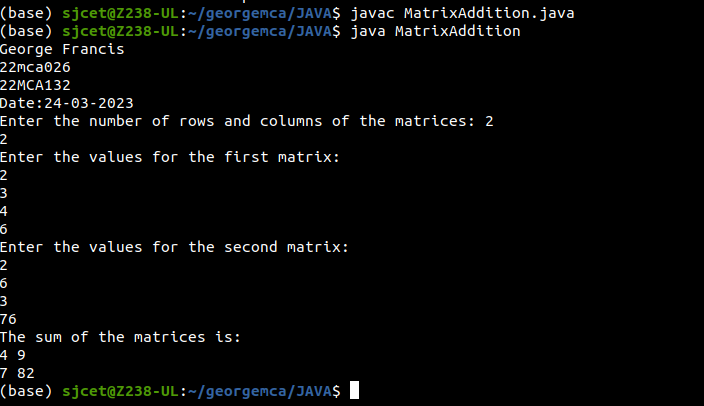 (base) sjcet@Z238-UL:~/georgemca/JAVA$ javac MatrixAddition.java
(base) sjcet@Z238-UL:~/georgemca/JAVA$ java MatrixAddition
George Francis
22mca026
22MCA132
Date:24-03-2023
Enter the number of rows and columns of the matrices: 2
2
Enter the values for the first matrix:
2
3
4
6
Enter the values for the second matrix:
2
6
3
76
The sum of the matrices is:
4 9
7 82
(base) sjcet@Z238-UL:~/georgemca/JAVA$